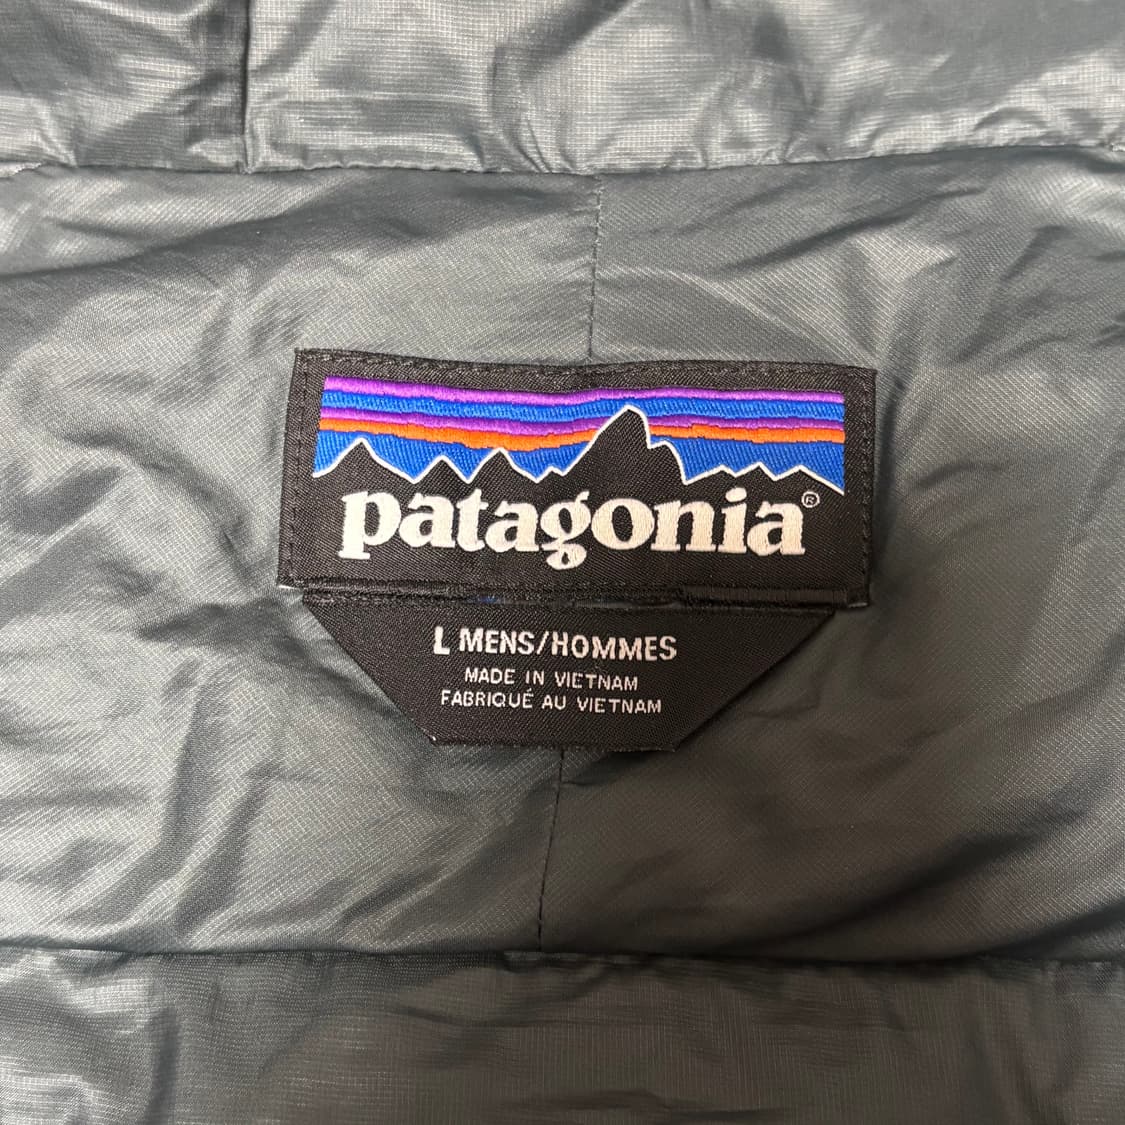 patagonia®
L MENS/HOMMES
MADE IN VIETNAM
FABRIQUÉ AU VIETNAM